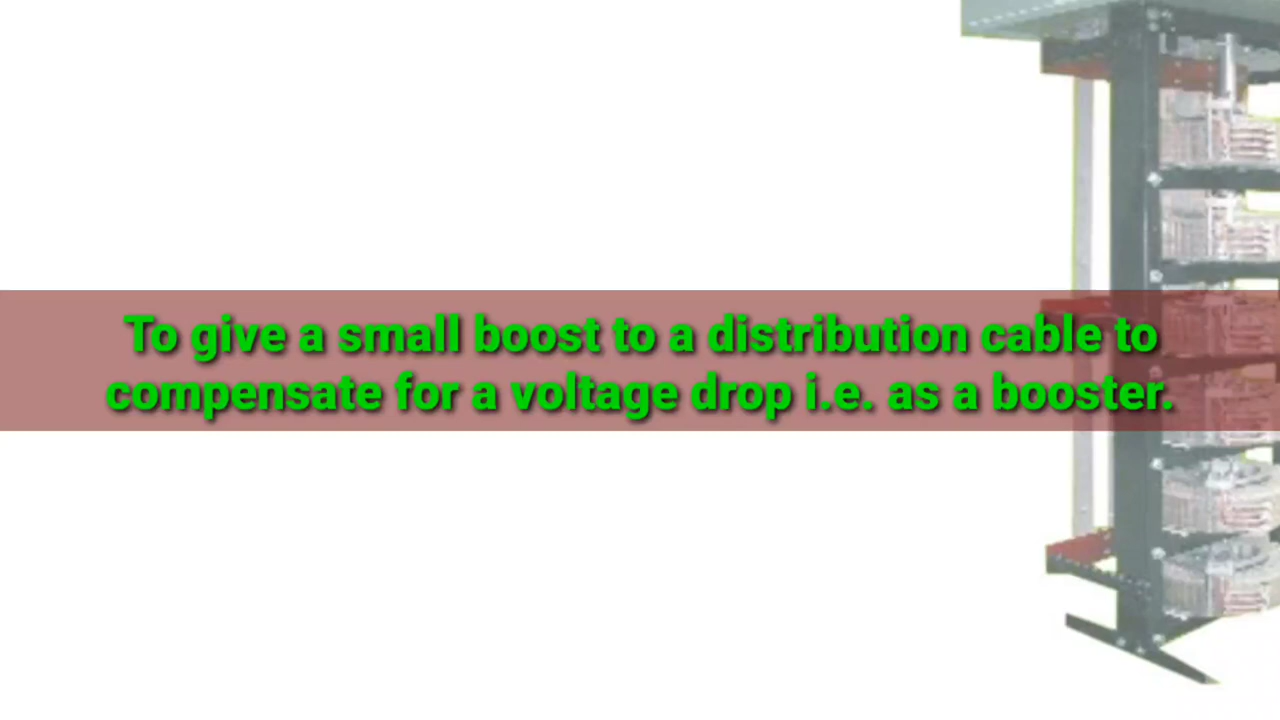 To give a small boost to a distribution cable to
compensate for a voltage drop i.e. as a booster.